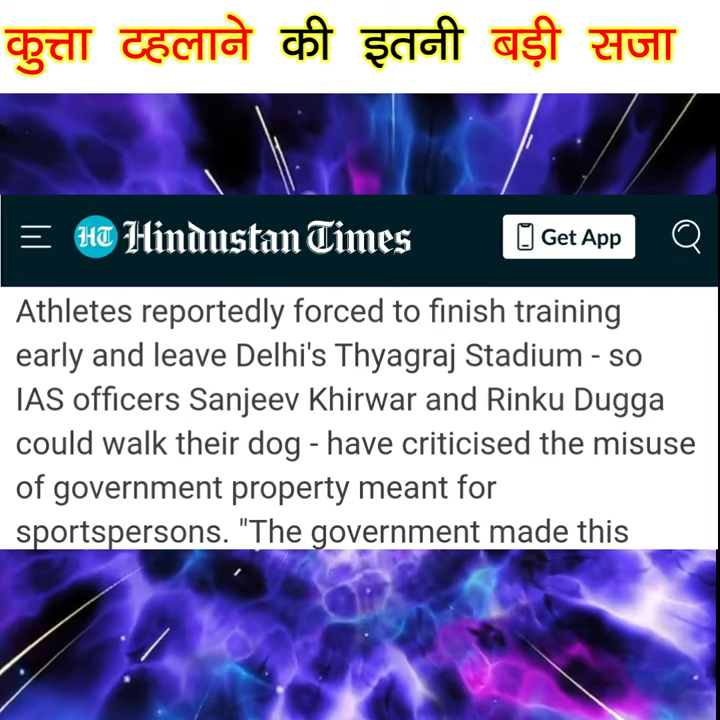 कुत्ता टहलाने की इतनी बड़ी सजा
HT Hindustan Times Get App
Athletes reportedly forced to finish training
early and leave Delhi's Thyagraj Stadium - so
IAS officers Sanjeev Khirwar and Rinku Dugga
could walk their dog - have criticised the misuse
of government property meant for
sportspersons. "The government made this